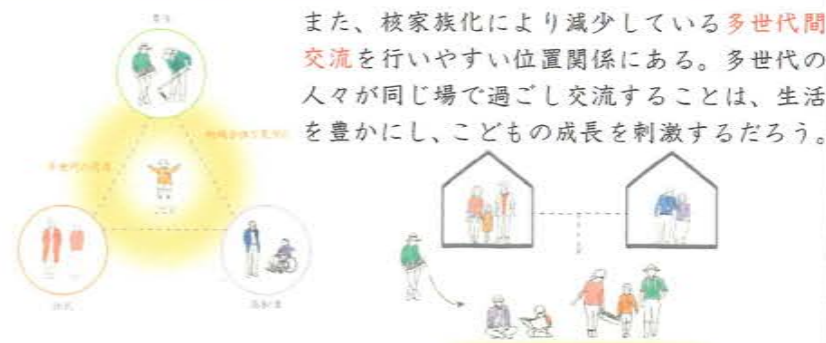 また、核家族化により減少している多世代間
交流を行いやすい位置関係にある。多世代の
人々が同じ場で過ごし交流することは、生活
を豊かにし、こどもの成長を刺激するだろう。